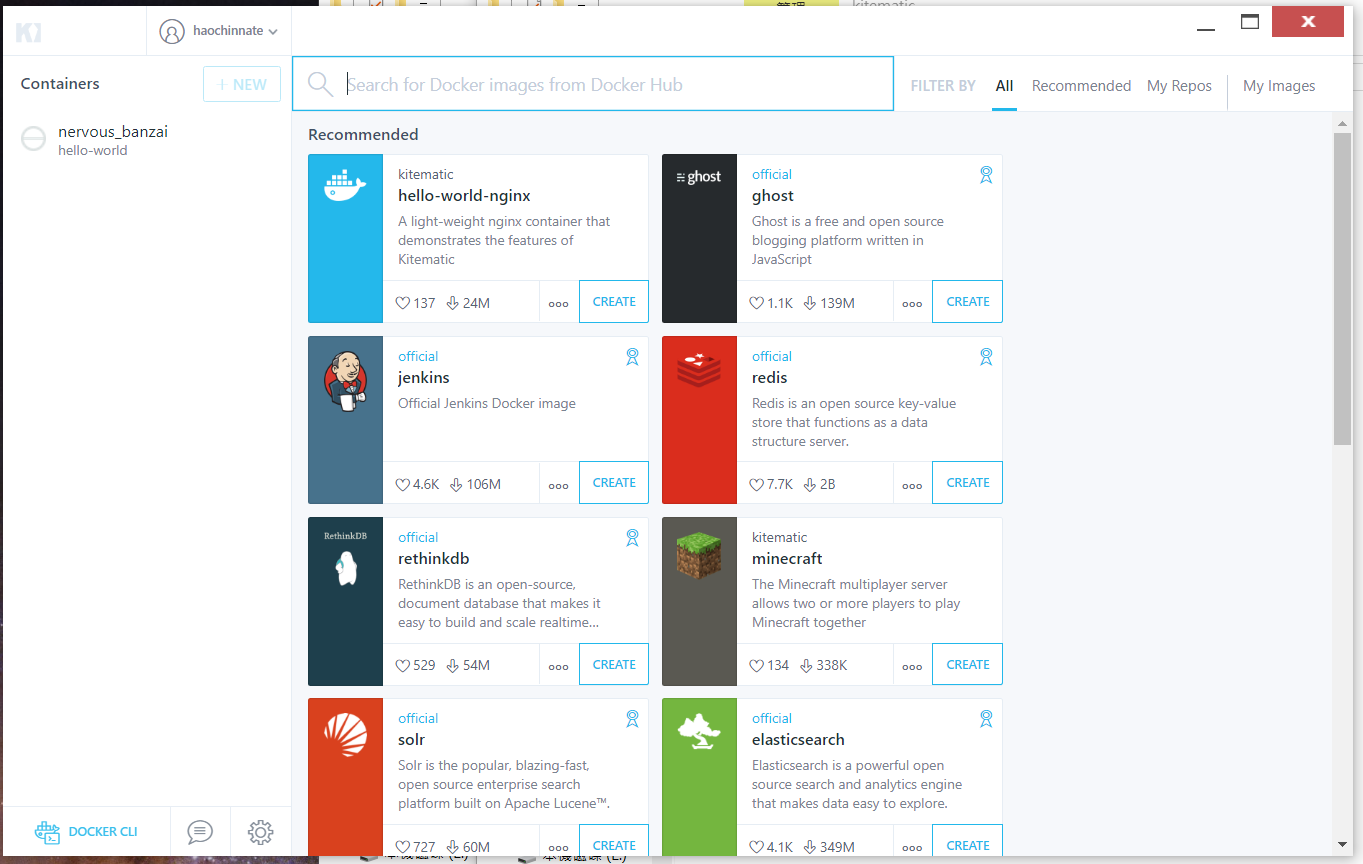 管理
kitematic
haochinnate
Containers
+ NEW
Search for Docker images from Docker Hub
FILTER BY
All
Recommended
My Repos
My Images
nervous_banzai
hello-world
Recommended
kitematic
hello-world-nginx
A light-weight nginx container that
demonstrates the features of
Kitematic
137
24M
CREATE
ghost
official
ghost
Ghost is a free and open source
blogging platform written in
JavaScript
1.1K
139M
CREATE
official
jenkins
Official Jenkins Docker image
4.6K
106M
CREATE
official
redis
Redis is an open source key-value
store that functions as a data
structure server.
7.7K
2B
CREATE
RethinkDB
official
rethinkdb
RethinkDB is an open-source,
document database that makes it
easy to build and scale realtime...
529
54M
CREATE
kitematic
minecraft
The Minecraft multiplayer server
allows two or more players to play
Minecraft together
134
338K
CREATE
official
solr
Solr is the popular, blazing-fast,
open source enterprise search
platform built on Apache Lucene™.
727
60M
CREATE
official
elasticsearch
Elasticsearch is a powerful open
source search and analytics engine
that makes data easy to explore.
4.1K
349M
CREATE
DOCKER CLI